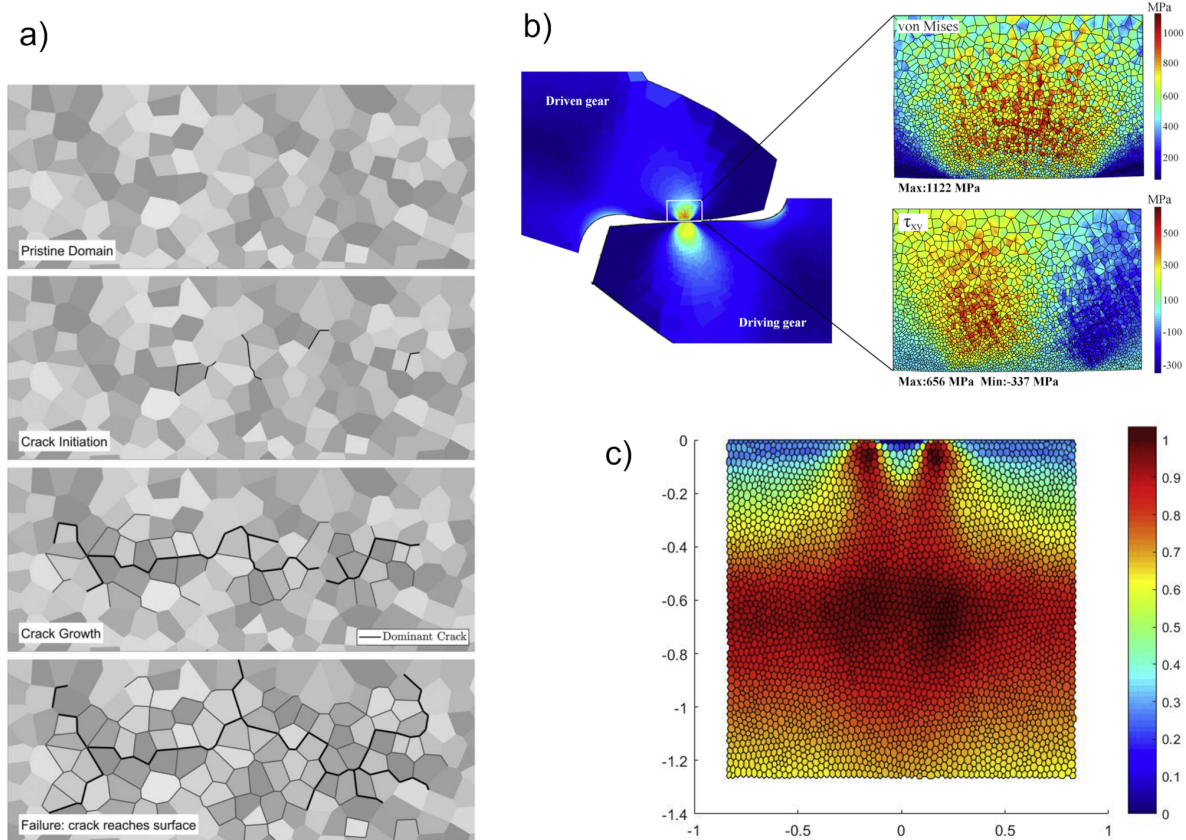 a)
Pristine Domain
Crack Initiation
Crack Growth
Dominant Crack
Failure: crack reaches surface
b)
Driven gear
Driving gear
von Mises
MPa
1000
800
600
400
200
Max:1122 MPa
τxy
MPa
500
300
100
-100
-300
Max:656 MPa Min:-337 MPa
c)
0
-0.2
-0.4
-0.6
-0.8
-1
-1.2
-1.4
-1
-0.5
0
0.5
1
1
0.9
0.8
0.7
0.6
0.5
0.4
0.3
0.2
0.1
0